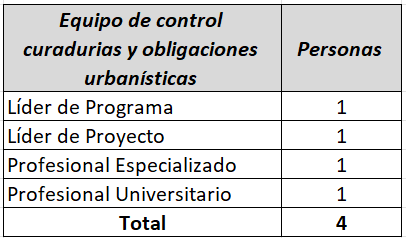 Equipo de control
curadurias y obligaciones
urbanísticas
Personas
Líder de Programa 1
Líder de Proyecto 1
Profesional Especializado 1
Profesional Universitario 1
Total 4